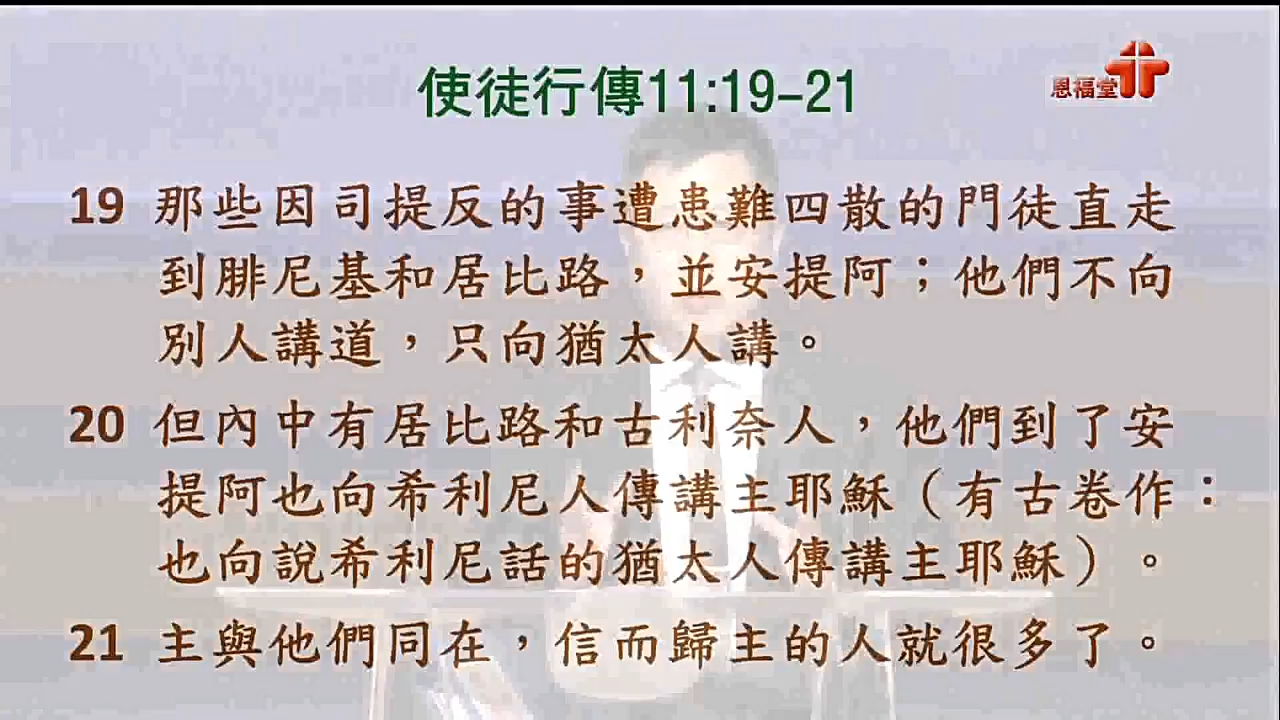 使徒行傳11:19-21
恩福堂
19 那些因司提反的事遭患難四散的門徒直走
到腓尼基和居比路，並安提阿；他們不向
別人講道，只向猶太人講。
20 但內中有居比路和古利奈人，他們到了安
提阿也向希利尼人傳講主耶穌（有古卷作：
也向說希利尼話的猶太人傳講主耶穌）。
21 主與他們同在，信而歸主的人就很多了。